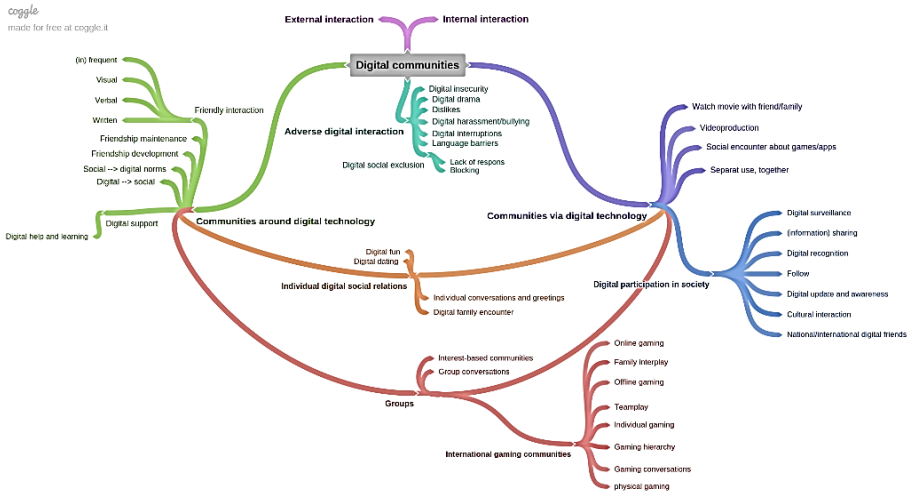 coggle
made for free at coggle.it
External interaction
Internal interaction
Digital communities
(in) frequent
Visual
Verbal
Written
Friendly interaction
Friendship maintenance
Friendship development
Social --> digital norms
Digital --> social
Digital support
Digital help and learning
Communities around digital technology
Adverse digital interaction
Digital insecurity
Digital drama
Dislikes
Digital harassment/bullying
Digital interruptions
Language barriers
Digital social exclusion
Lack of respons
Blocking
Watch movie with friend/family
Videoproduction
Social encounter about games/apps
Separat use, together
Communities via digital technology
Digital participation in society
Digital surveillance
(information) sharing
Digital recognition
Follow
Digital update and awareness
Cultural interaction
National/international digital friends
Digital fun
Digital dating
Individual digital social relations
Individual conversations and greetings
Digital family encounter
Interest-based communities
Group conversations
Groups
International gaming communities
Online gaming
Family interplay
Offline gaming
Teamplay
Individual gaming
Gaming hierarchy
Gaming conversations
physical gaming